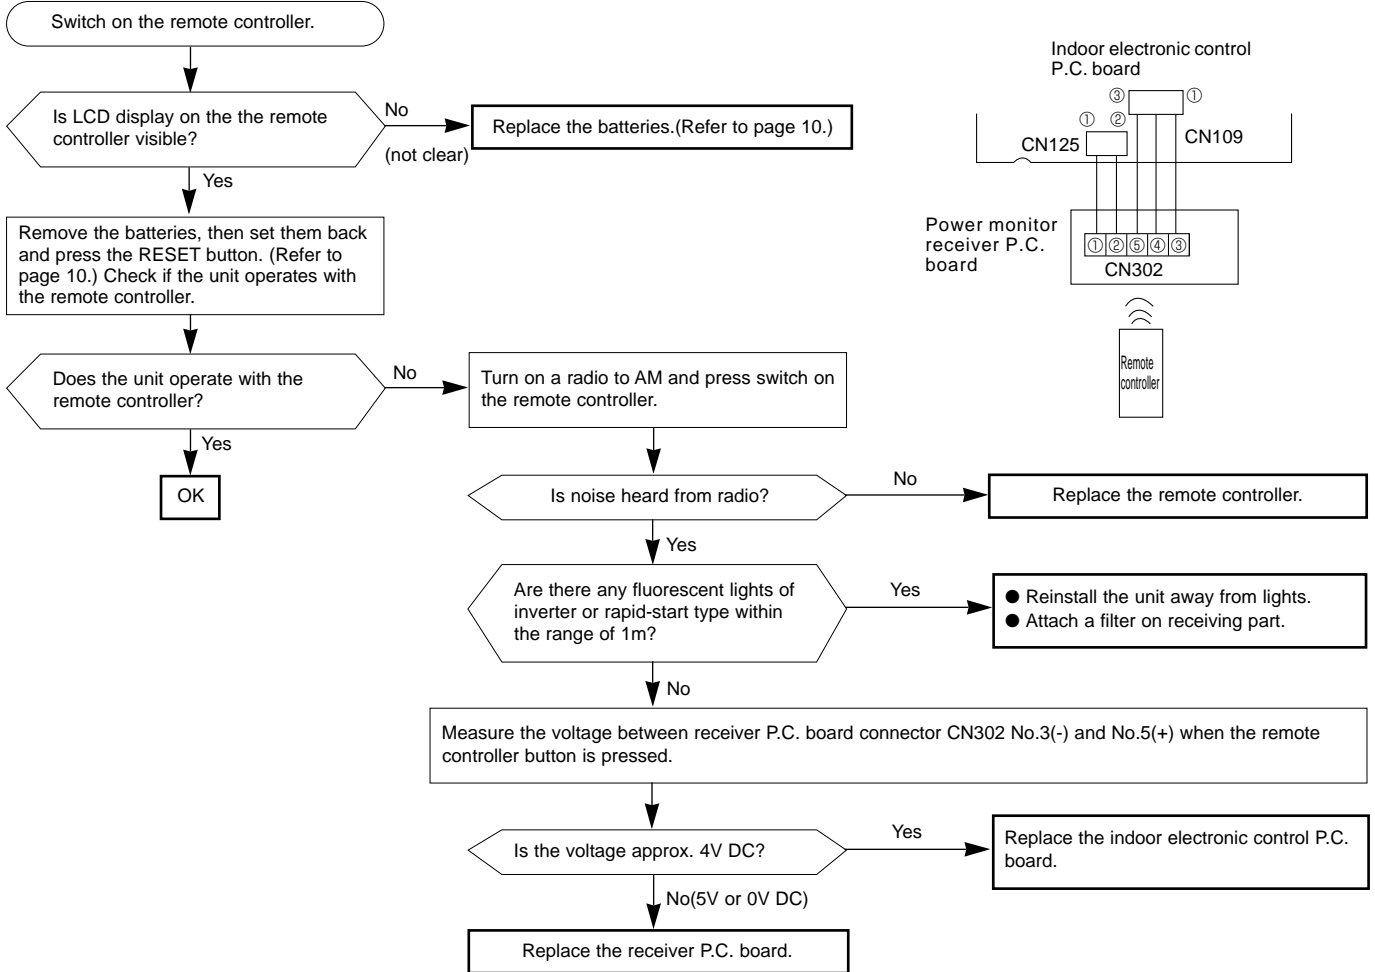 Switch on the remote controller.
Is LCD display on the the remote
controller visible?
No
(not clear)
Replace the batteries.(Refer to page 10.)
Yes
Remove the batteries, then set them back
and press the RESET button. (Refer to
page 10.) Check if the unit operates with
the remote controller.
Does the unit operate with the
remote controller?
No
Turn on a radio to AM and press switch on
the remote controller.
Yes
OK
Is noise heard from radio?
No
Replace the remote controller.
Yes
Are there any fluorescent lights of
inverter or rapid-start type within
the range of 1m?
Yes
● Reinstall the unit away from lights.
● Attach a filter on receiving part.
No
Measure the voltage between receiver P.C. board connector CN302 No.3(-) and No.5(+) when the remote
controller button is pressed.
Is the voltage approx. 4V DC?
Yes
Replace the indoor electronic control P.C.
board.
No(5V or 0V DC)
Replace the receiver P.C. board.
Indoor electronic control
P.C. board
③ ①
① ②
CN125
CN109
Power monitor
receiver P.C.
board
① ② ⑤ ④ ③
CN302
Remote
controller